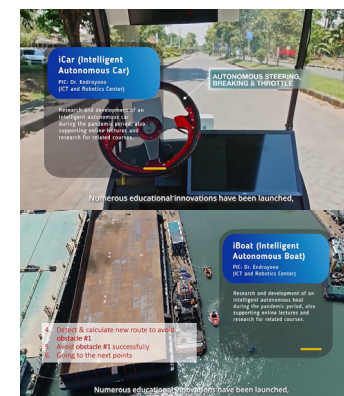 iCar (Intelligent
Autonomous Car)
PIC: Dr. Endroyono
(ICT and Robotics Center)
Research and development of an
intelligent autonomous car
during the pandemic period, also
supporting online lectures and
research for related courses.
AUTONOMOUS STEERING,
BREAKING & THROTTLE
Numerous educational innovations have been launched,
iBoat (Intelligent
Autonomous Boat)
PIC: Dr. Endroyono
(ICT and Robotics Center)
Research and development of an
intelligent autonomous boat
during the pandemic period, also
supporting online lectures and
research for related courses.
4. Detect & calculate new route to avoid
obstacle #1
5. Avoid obstacle #1 successfully
6. Going to the next points
Numerous educational innovations have been launched,